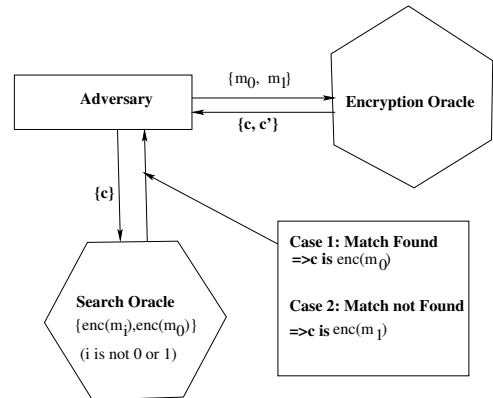 {m0, m1}
Adversary
Encryption Oracle
{c, c'}
{c}
Case 1: Match Found
=>c is enc(m0)
Case 2: Match not Found
=>c is enc(m1)
Search Oracle
{enc(mi),enc(m0)}
(i is not 0 or 1)